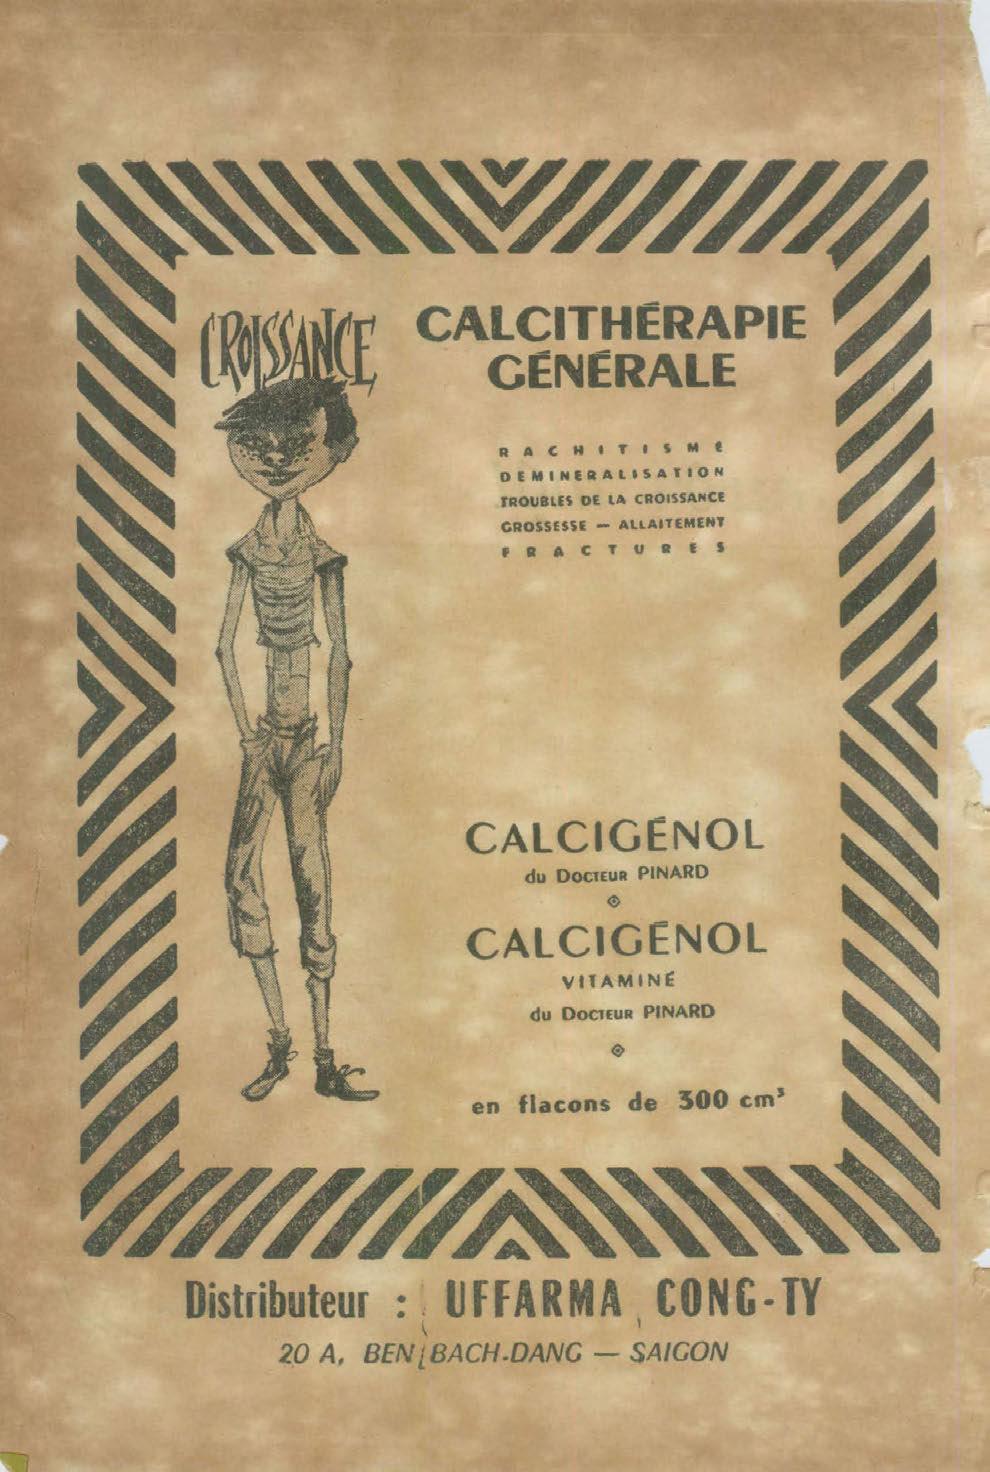 CROISSANCE
CALCITHÉRAPIE
GÉNÉRALE
RACHITISME
DEMINERALISATION
TROUBLES DE LA CROISSANCE
GROSSESSE — ALLAITEMENT
FRACTURES
CALCIGÉNOL
du DOCTEUR PINARD
CALCIGÉNOL
VITAMINÉ
du DOCTEUR PINARD
en flacons de 300 cm³
Distributeur : UFFARMA CONG-TY
20 A, BEN BACH-DANG — SAIGON